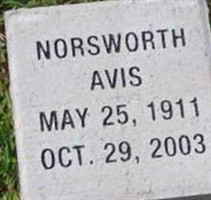 NORSWORTH
AVIS
MAY 25, 1911
OCT. 29, 2003